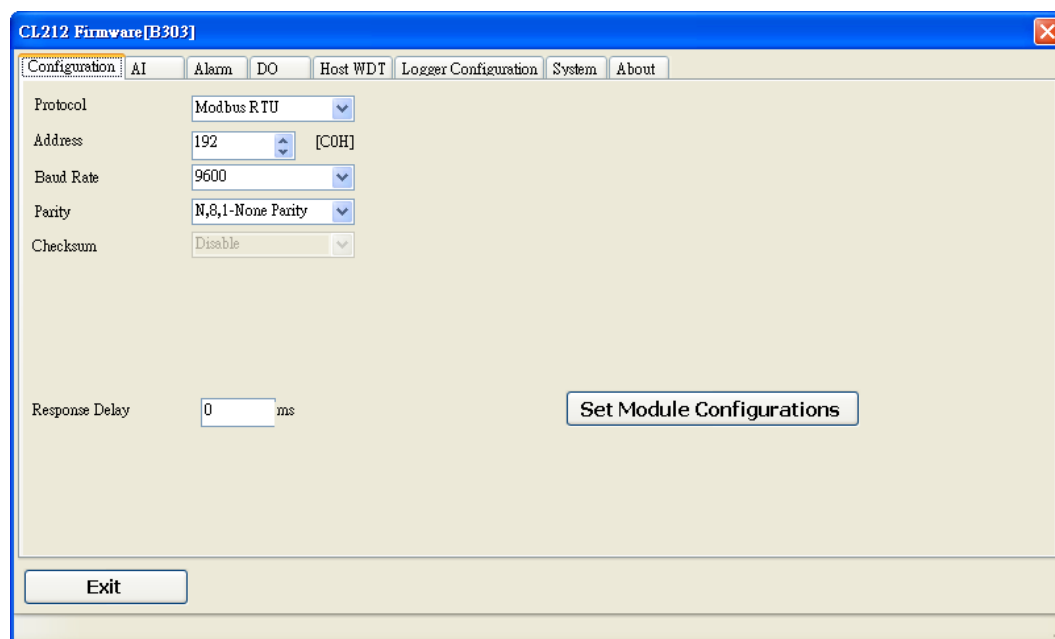 CL212 Firmware[B303]
Configuration AI Alarm DO Host WDT Logger Configuration System About
Protocol Modbus RTU
Address 192 [C0H]
Baud Rate 9600
Parity N,8,1-None Parity
Checksum Disable
Response Delay 0 ms Set Module Configurations
Exit